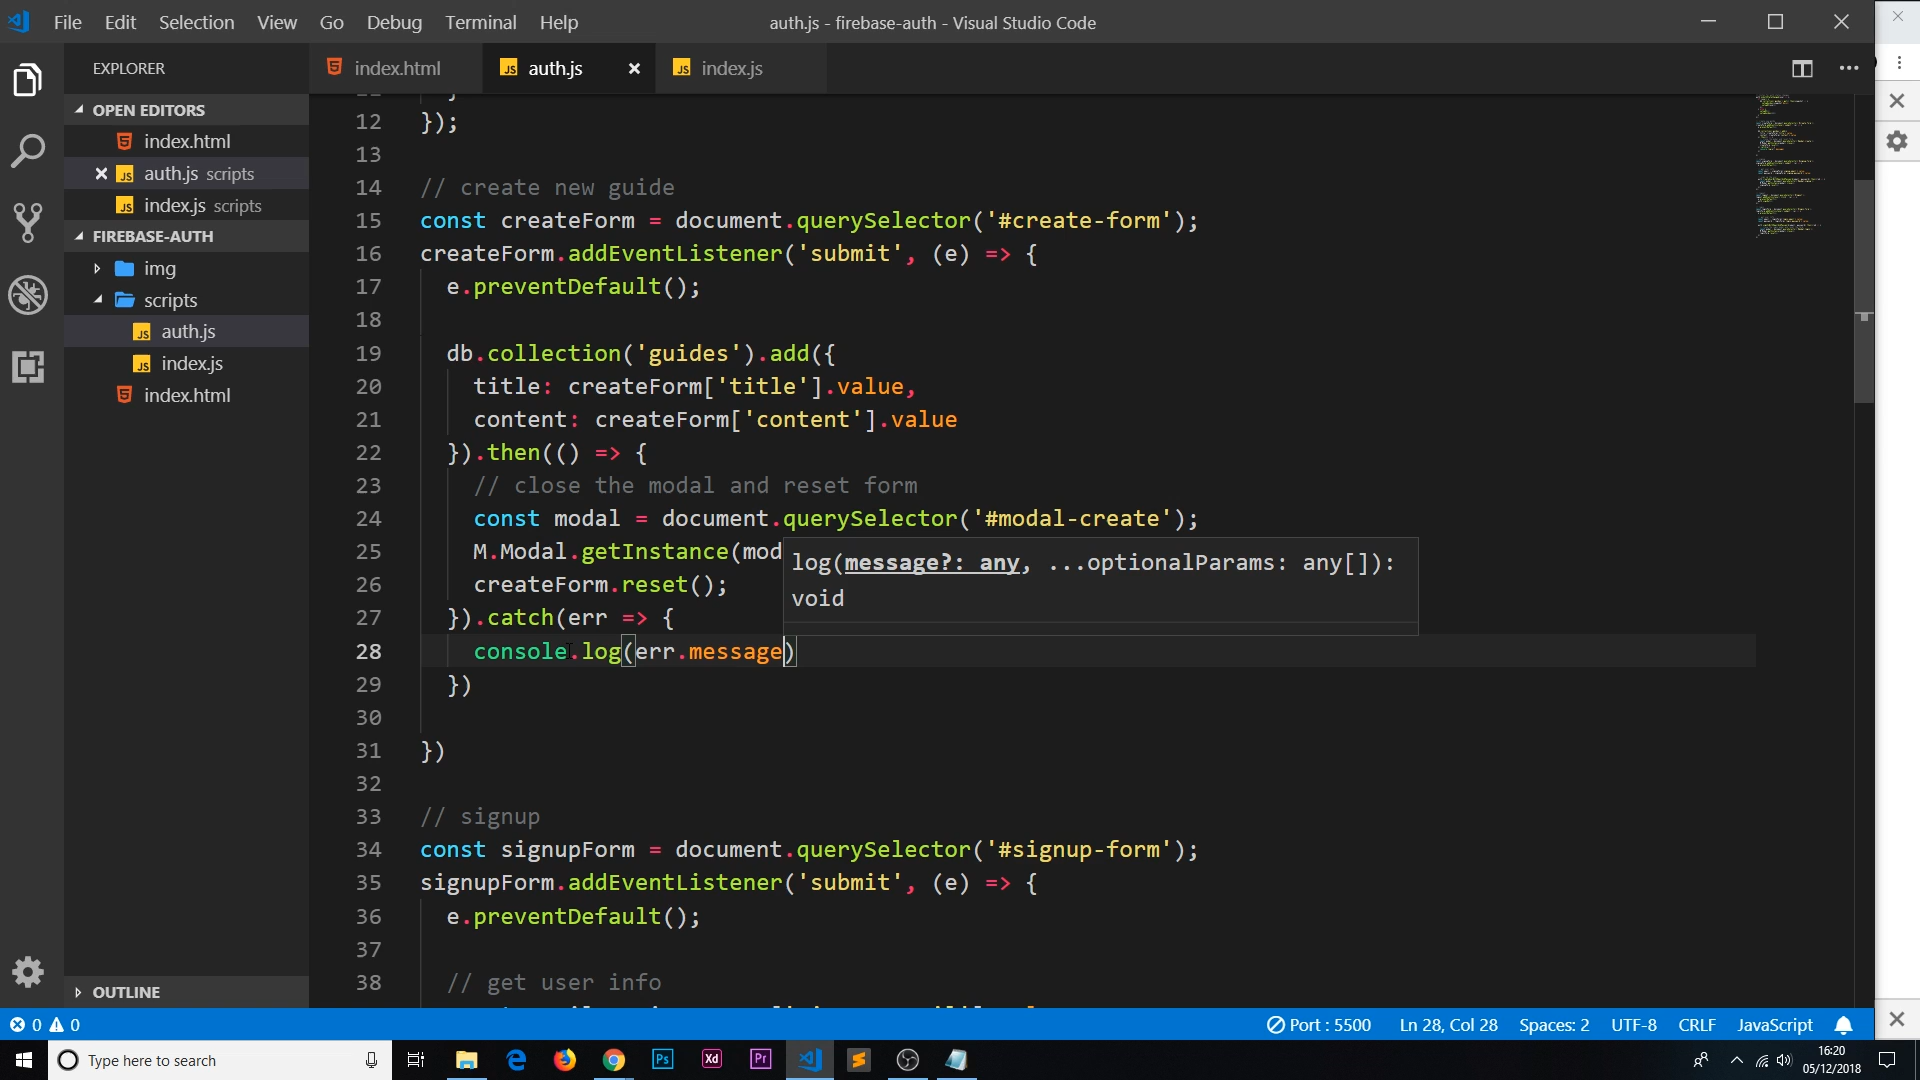 File Edit Selection View Go Debug Terminal Help
auth.js - firebase-auth - Visual Studio Code
EXPLORER
OPEN EDITORS
index.html
auth.js scripts
index.js scripts
FIREBASE-AUTH
img
scripts
auth.js
index.js
index.html
OUTLINE
index.html
auth.js
index.js
12 });
13
14 // create new guide
15 const createForm = document.querySelector('#create-form');
16 createForm.addEventListener('submit', (e) => {
17 e.preventDefault();
18
19 db.collection('guides').add({
20 title: createForm['title'].value,
21 content: createForm['content'].value
22 }).then(() => {
23 // close the modal and reset form
24 const modal = document.querySelector('#modal-create');
25 M.Modal.getInstance(mod
26 createForm.reset();
27 }).catch(err => {
28 console.log(err.message)
29 })
30
31 })
32
33 // signup
34 const signupForm = document.querySelector('#signup-form');
35 signupForm.addEventListener('submit', (e) => {
36 e.preventDefault();
37
38 // get user info
log(message?: any, ...optionalParams: any[]):
void
0 0
Port : 5500
Ln 28, Col 28
Spaces: 2
UTF-8
CRLF
JavaScript
Type here to search
Ps
Xd
Pr
16:20
05/12/2018